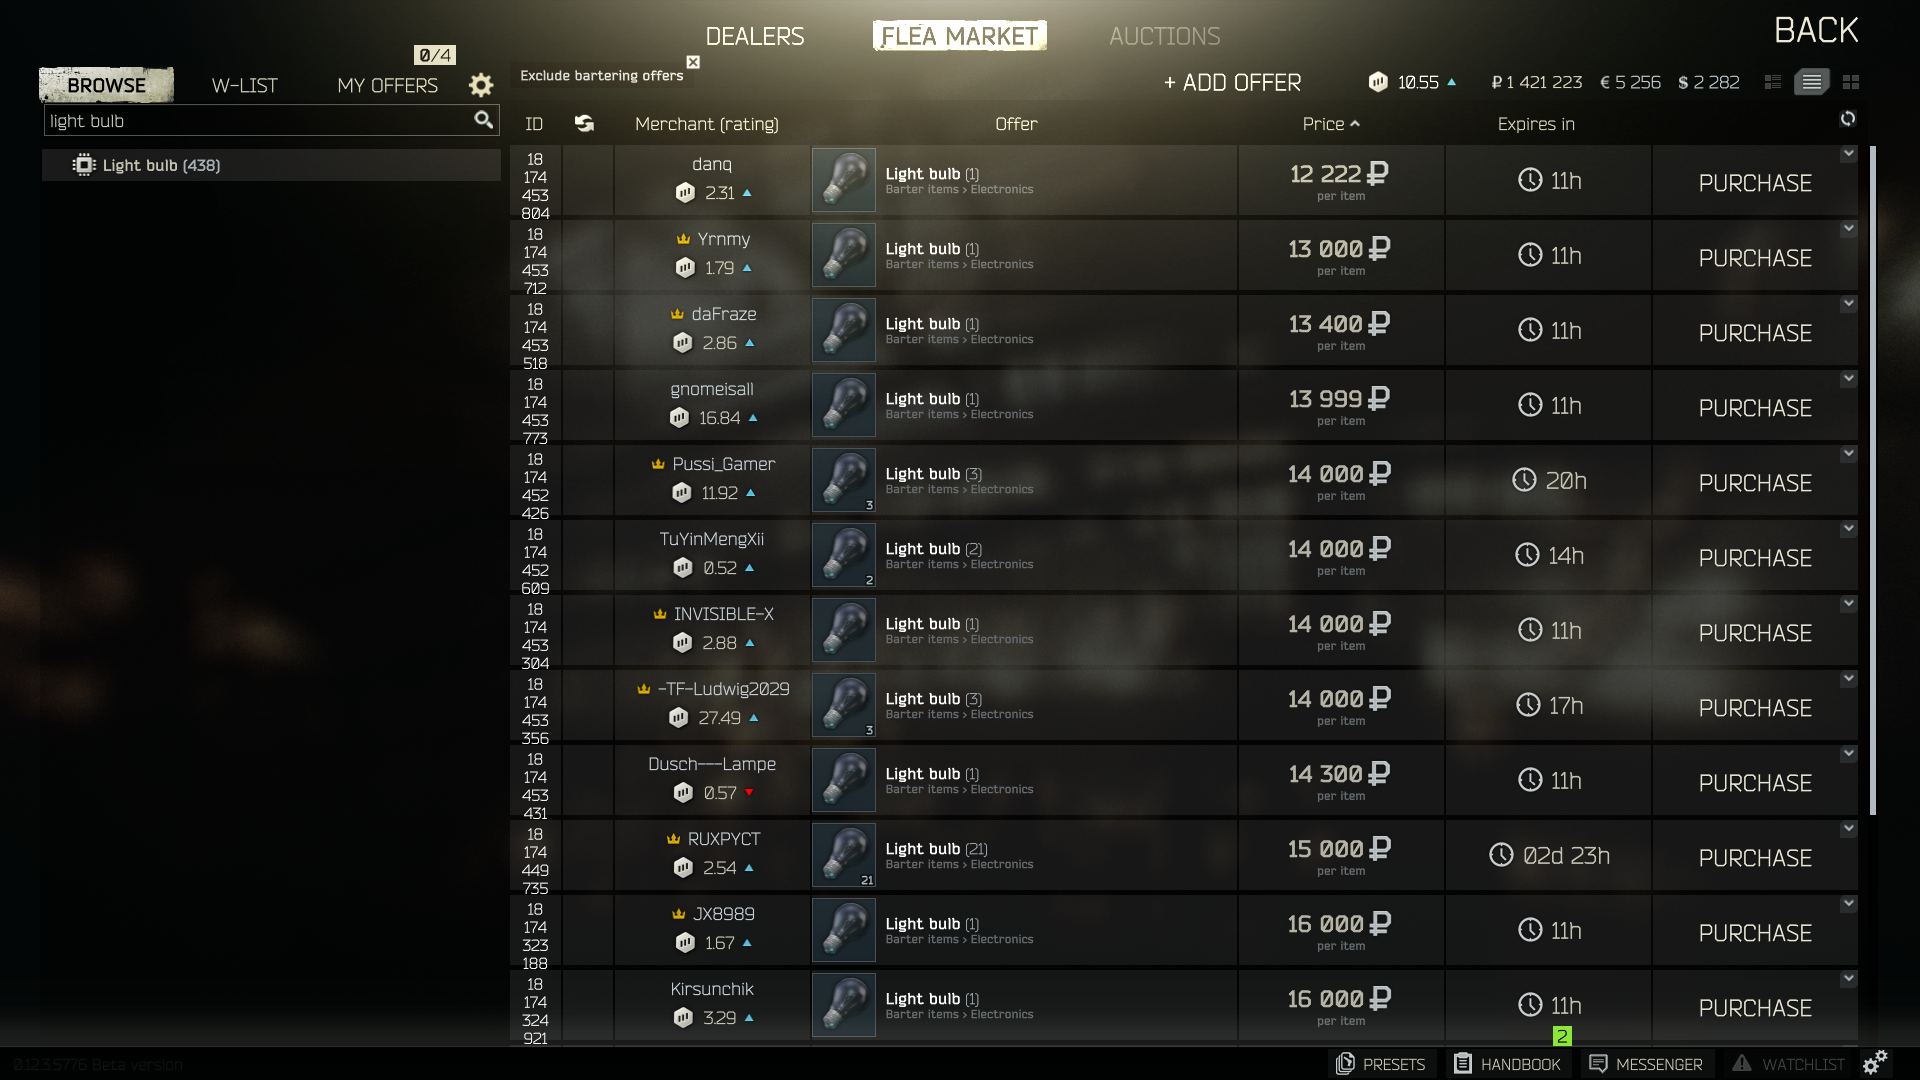 DEALERS
FLEA MARKET
AUCTIONS
BACK
BROWSE
W-LIST
0/4
MY OFFERS
Exclude bartering offers
+ ADD OFFER
10.55
₽ 1 421 223
€ 5 256
$ 2 282
light bulb
Light bulb (438)
ID
Merchant (rating)
Offer
Price
Expires in
18
174
453
804
danq
2.31
Light bulb (1)
Barter items > Electronics
12 222 ₽
per item
11h
PURCHASE
18
174
453
712
Yrnmy
1.79
Light bulb (1)
Barter items > Electronics
13 000 ₽
per item
11h
PURCHASE
18
174
453
518
daFraze
2.86
Light bulb (1)
Barter items > Electronics
13 400 ₽
per item
11h
PURCHASE
18
174
453
773
gnomeisall
16.84
Light bulb (1)
Barter items > Electronics
13 999 ₽
per item
11h
PURCHASE
18
174
452
426
Pussi_Gamer
11.92
3
Light bulb (3)
Barter items > Electronics
14 000 ₽
per item
20h
PURCHASE
18
174
452
609
TuYinMengXii
0.52
2
Light bulb (2)
Barter items > Electronics
14 000 ₽
per item
14h
PURCHASE
18
174
453
304
INVISIBLE-X
2.88
Light bulb (1)
Barter items > Electronics
14 000 ₽
per item
11h
PURCHASE
18
174
453
356
-TF-Ludwig2029
27.49
3
Light bulb (3)
Barter items > Electronics
14 000 ₽
per item
17h
PURCHASE
18
174
453
431
Dusch---Lampe
0.57
Light bulb (1)
Barter items > Electronics
14 300 ₽
per item
11h
PURCHASE
18
174
449
735
RUXPYCT
2.54
21
Light bulb (21)
Barter items > Electronics
15 000 ₽
per item
02d 23h
PURCHASE
18
174
323
188
JX8989
1.67
Light bulb (1)
Barter items > Electronics
16 000 ₽
per item
11h
PURCHASE
18
174
324
921
Kirsunchik
3.29
Light bulb (1)
Barter items > Electronics
16 000 ₽
per item
11h
PURCHASE
2
0.12.3.5776 Beta version
PRESETS
HANDBOOK
MESSENGER
WATCHLIST